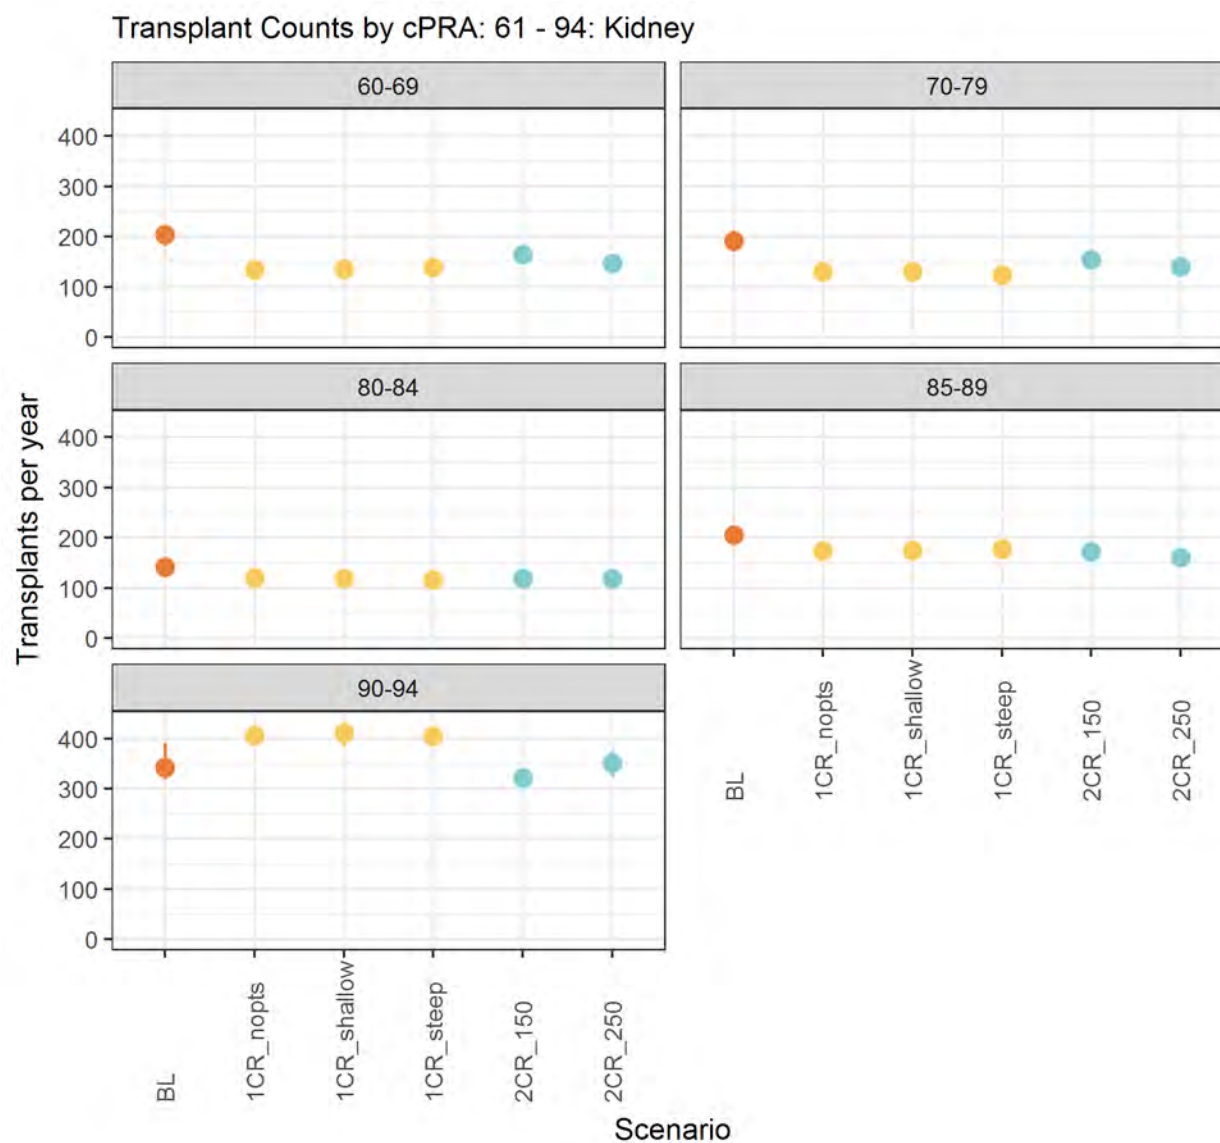 Transplant Counts by cPRA: 61 - 94: Kidney
60-69
70-79
400
300
200
100
0
80-84
85-89
400
300
200
100
0
90-94
400
300
200
100
0
Transplants per year
BL
1CR_nopts
1CR_shallow
1CR_steep
2CR_150
2CR_250
BL
1CR_nopts
1CR_shallow
1CR_steep
2CR_150
2CR_250
Scenario